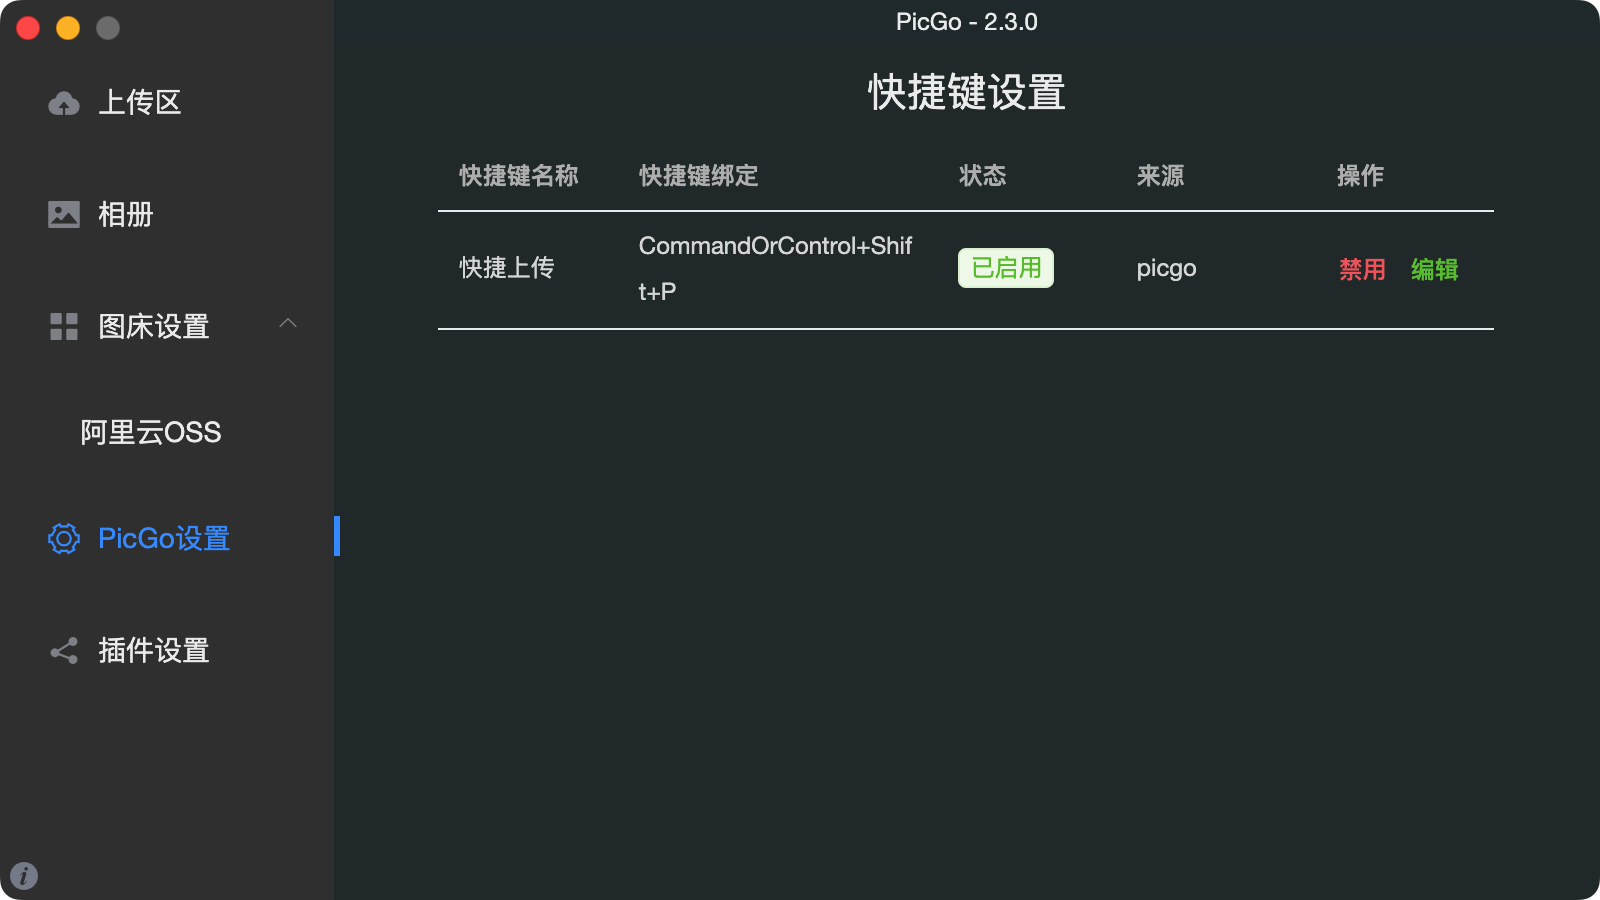 PicGo - 2.3.0
上传区
相册
图床设置
阿里云OSS
PicGo设置
插件设置
快捷键设置
快捷键名称 快捷键绑定 状态 来源 操作
快捷上传 CommandOrControl+Shif
t+P 已启用 picgo 禁用 编辑